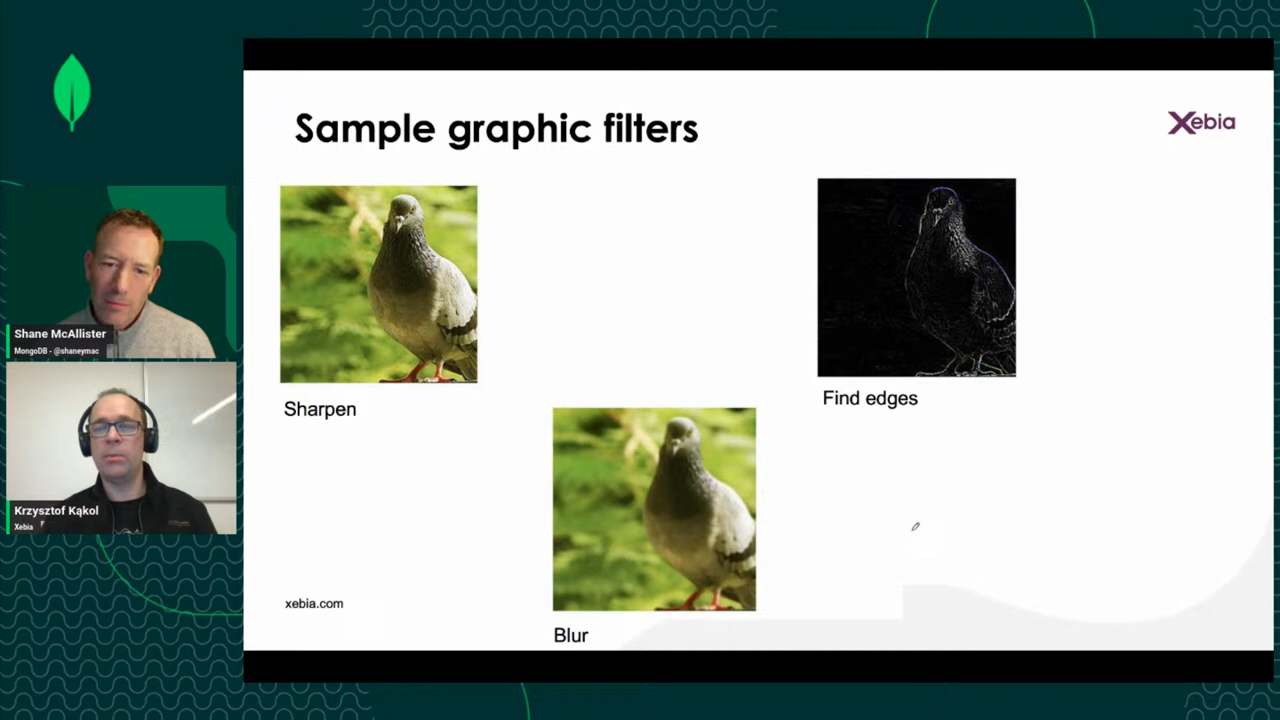 Sample graphic filters
Xebia
Sharpen
Find edges
Blur
xebia.com
Shane McAllister
MongoDB - @shaneymac
Krzysztof Kąkol
Xebia